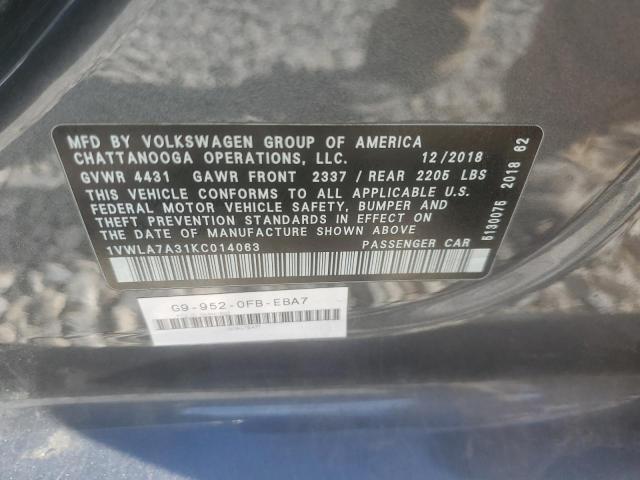 MFD BY VOLKSWAGEN GROUP OF AMERICA
CHATTANOOGA OPERATIONS, LLC. 12/2018
GVWR 4431 GAWR FRONT 2337 / REAR 2205 LBS
THIS VEHICLE CONFORMS TO ALL APPLICABLE U.S.
FEDERAL MOTOR VEHICLE SAFETY, BUMPER AND
THEFT PREVENTION STANDARDS IN EFFECT ON
THE DATE OF MANUFACTURE SHOWN ABOVE.
1VWLA7A31KC014063 PASSENGER CAR
5130075 2018 62
G9-952-0FB-EBA7